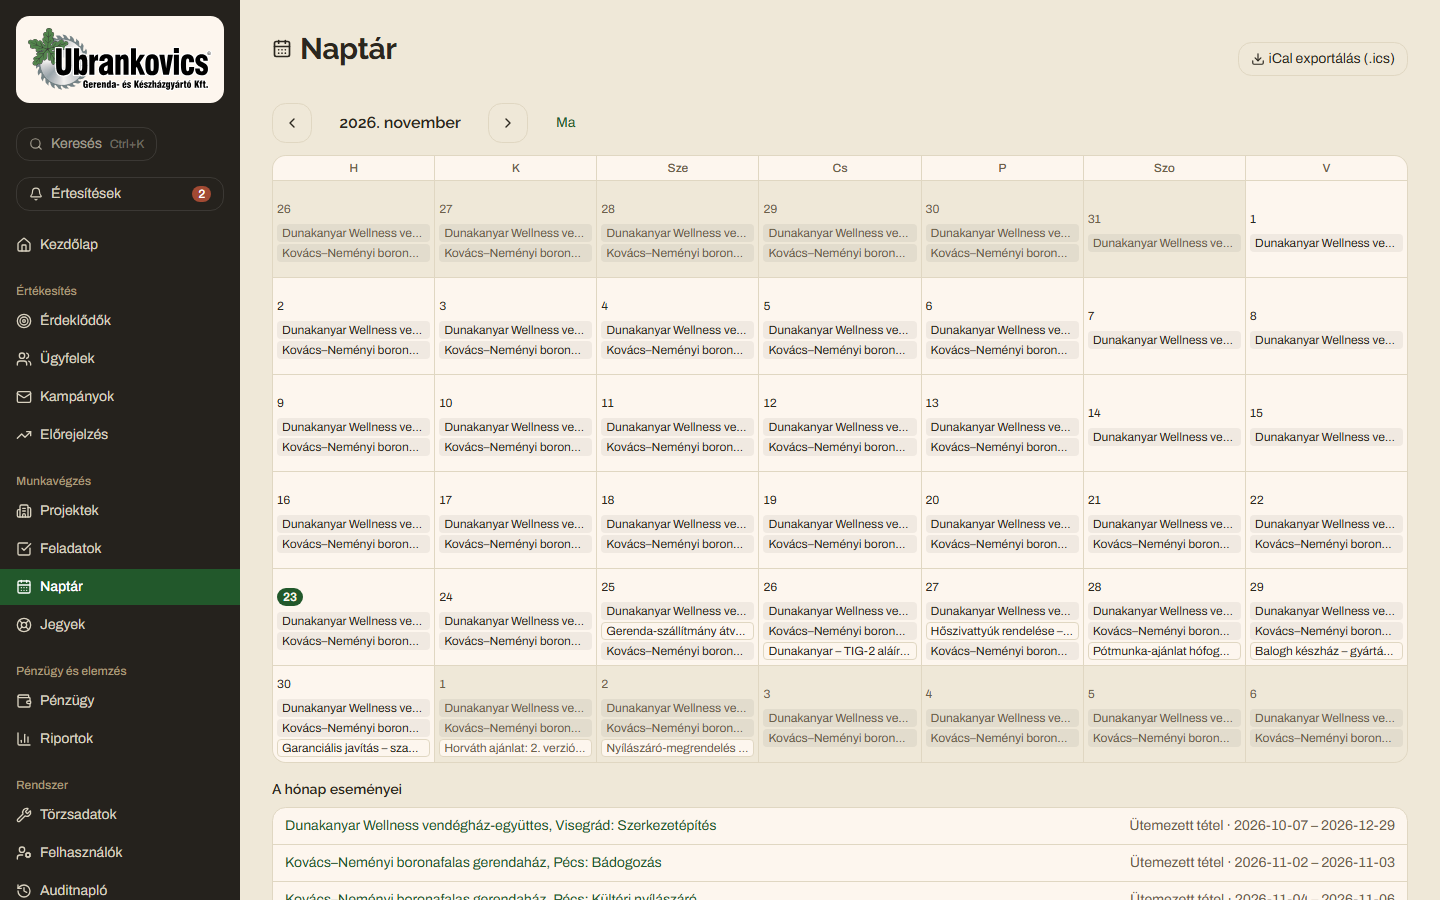 Ubrankovics
Gerenda- és Készházgyártó Kft.
Keresés Ctrl+K
Értesítések 2
Kezdőlap
Értékesítés
Érdeklődők
Ügyfelek
Kampányok
Előrejelzés
Munkavégzés
Projektek
Feladatok
Naptár
Jegyek
Pénzügy és elemzés
Pénzügy
Riportok
Rendszer
Törzsadatok
Felhasználók
Auditnapló
Naptár
iCal exportálás (.ics)
2026. november
Ma
H K Sze Cs P Szo V
26 27 28 29 30 31 1
Dunakanyar Wellness ve... Dunakanyar Wellness ve... Dunakanyar Wellness ve... Dunakanyar Wellness ve... Dunakanyar Wellness ve... Dunakanyar Wellness ve... Dunakanyar Wellness ve...
Kovács–Neményi boron... Kovács–Neményi boron... Kovács–Neményi boron... Kovács–Neményi boron... Kovács–Neményi boron...
2 3 4 5 6 7 8
Dunakanyar Wellness ve... Dunakanyar Wellness ve... Dunakanyar Wellness ve... Dunakanyar Wellness ve... Dunakanyar Wellness ve... Dunakanyar Wellness ve... Dunakanyar Wellness ve...
Kovács–Neményi boron... Kovács–Neményi boron... Kovács–Neményi boron... Kovács–Neményi boron... Kovács–Neményi boron...
9 10 11 12 13 14 15
Dunakanyar Wellness ve... Dunakanyar Wellness ve... Dunakanyar Wellness ve... Dunakanyar Wellness ve... Dunakanyar Wellness ve... Dunakanyar Wellness ve... Dunakanyar Wellness ve...
Kovács–Neményi boron... Kovács–Neményi boron... Kovács–Neményi boron... Kovács–Neményi boron... Kovács–Neményi boron...
16 17 18 19 20 21 22
Dunakanyar Wellness ve... Dunakanyar Wellness ve... Dunakanyar Wellness ve... Dunakanyar Wellness ve... Dunakanyar Wellness ve... Dunakanyar Wellness ve... Dunakanyar Wellness ve...
Kovács–Neményi boron... Kovács–Neményi boron... Kovács–Neményi boron... Kovács–Neményi boron... Kovács–Neményi boron... Kovács–Neményi boron... Kovács–Neményi boron...
23 24 25 26 27 28 29
Dunakanyar Wellness ve... Dunakanyar Wellness ve... Dunakanyar Wellness ve... Dunakanyar Wellness ve... Dunakanyar Wellness ve... Dunakanyar Wellness ve... Dunakanyar Wellness ve...
Kovács–Neményi boron... Kovács–Neményi boron... Gerenda-szállítmány átv... Kovács–Neményi boron... Hőszivattyúk rendelése –... Kovács–Neményi boron... Kovács–Neményi boron...
Kovács–Neményi boron... Dunakanyar – TIG-2 aláír... Kovács–Neményi boron... Pótmunka-ajánlat hófog... Balogh készház – gyártá...
30 1 2 3 4 5 6
Dunakanyar Wellness ve... Dunakanyar Wellness ve... Dunakanyar Wellness ve... Dunakanyar Wellness ve... Dunakanyar Wellness ve... Dunakanyar Wellness ve... Dunakanyar Wellness ve...
Kovács–Neményi boron... Kovács–Neményi boron... Kovács–Neményi boron... Kovács–Neményi boron... Kovács–Neményi boron... Kovács–Neményi boron... Kovács–Neményi boron...
Garanciális javítás – sza... Horváth ajánlat: 2. verzió... Nyílászáró-megrendelés ...
A hónap eseményei
Dunakanyar Wellness vendégház-együttes, Visegrád: Szerkezetépítés Ütemezett tétel · 2026-10-07 – 2026-12-29
Kovács–Neményi boronafalas gerendaház, Pécs: Bádogozás Ütemezett tétel · 2026-11-02 – 2026-11-03
Kovács–Neményi boronafalas gerendaház, Pécs: Kültéri nyílászáró Ütemezett tétel · 2026-11-04 – 2026-11-06